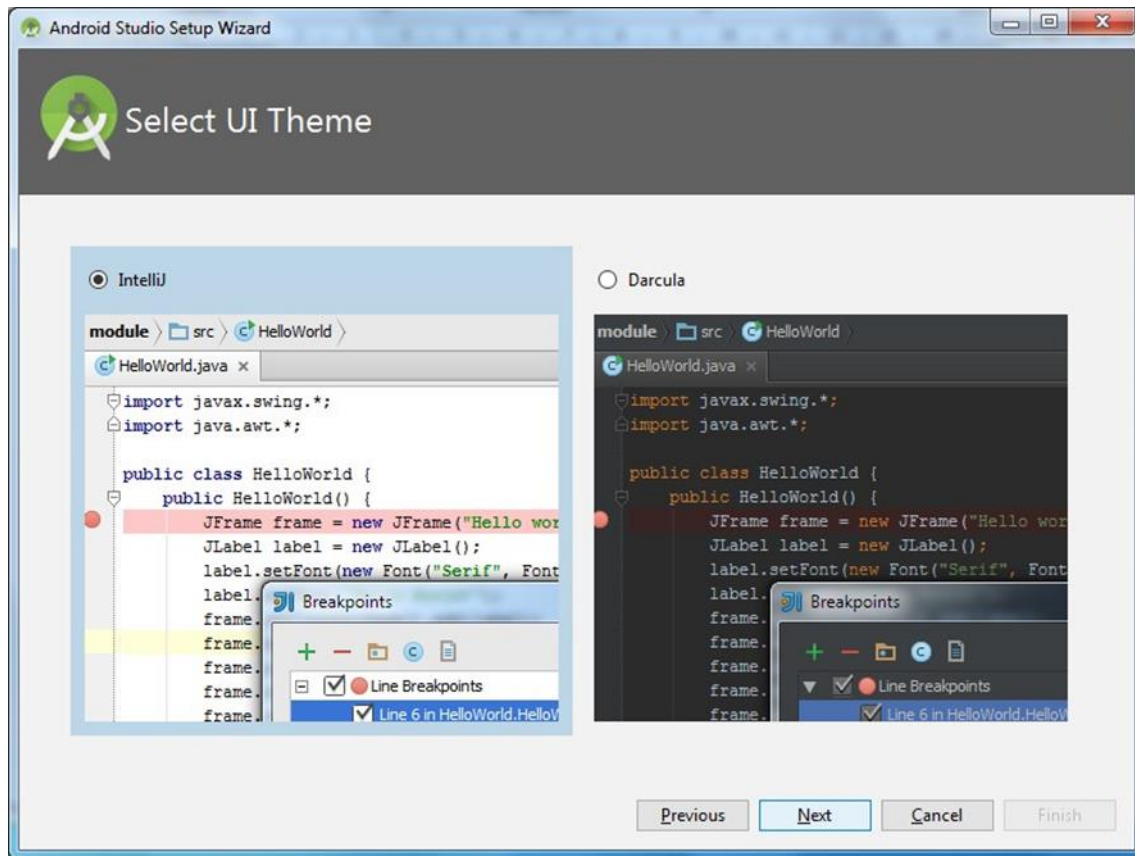 Android Studio Setup Wizard
Select UI Theme
IntelliJ
module src HelloWorld
HelloWorld.java ×
import javax.swing.*;
import java.awt.*;
public class HelloWorld {
public HelloWorld() {
JFrame frame = new JFrame("Hello wor
JLabel label = new JLabel();
label.setFont(new Font("Serif", Font
label.
frame.
frame.
frame.
frame.
frame.
Breakpoints
Line Breakpoints
Line 6 in HelloWorld.HelloW
Darcula
module src HelloWorld
HelloWorld.java ×
import javax.swing.*;
import java.awt.*;
public class HelloWorld {
public HelloWorld() {
JFrame frame = new JFrame("Hello wor
JLabel label = new JLabel();
label.setFont(new Font("Serif", Font
label.
frame.
frame.
frame.
frame.
frame.
Breakpoints
Line Breakpoints
Line 6 in HelloWorld.HelloW
Previous Next Cancel Finish